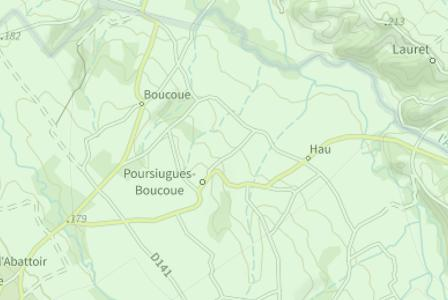 213
.182
Lauret
Boucoue
Hau
Poursiugues-
Boucoue
179
l'Abattoir
e
D141